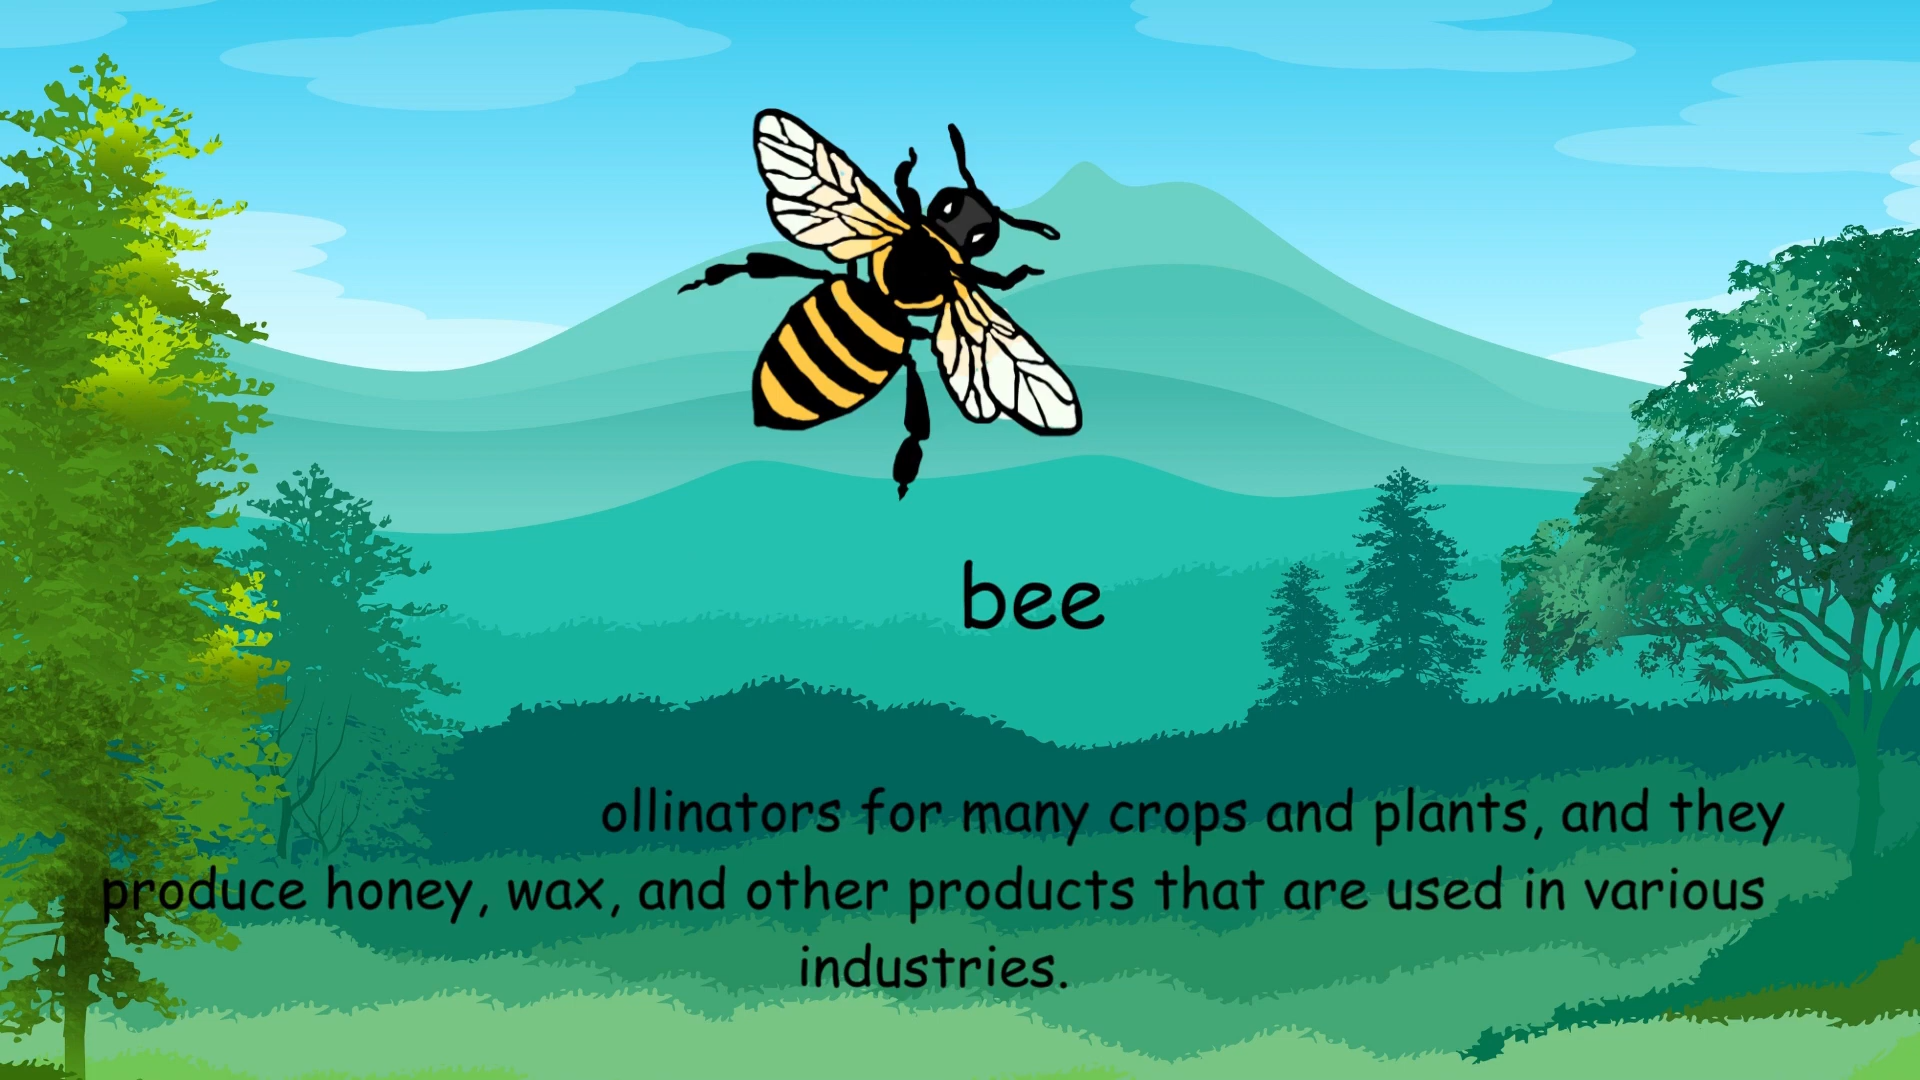 bee
ollinators for many crops and plants, and they
produce honey, wax, and other products that are used in various
industries.